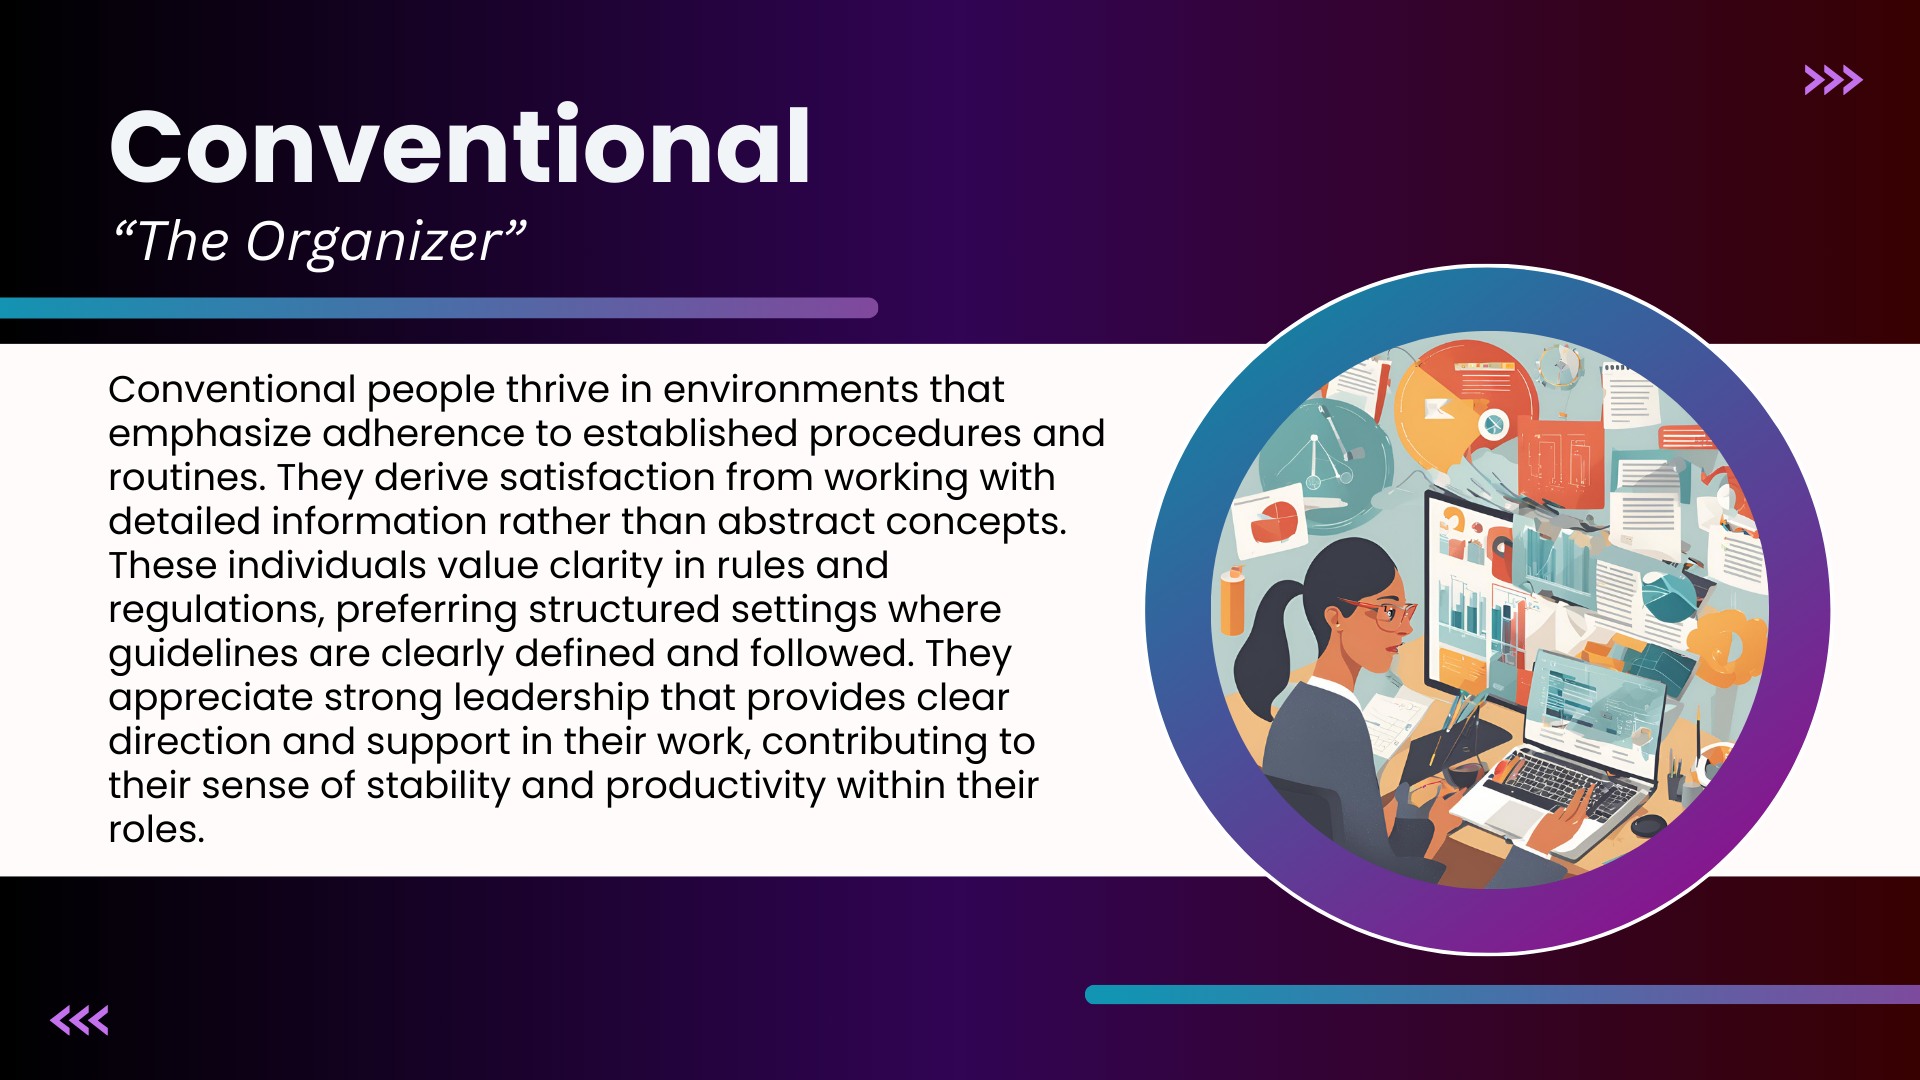 Conventional
“The Organizer”
Conventional people thrive in environments that
emphasize adherence to established procedures and
routines. They derive satisfaction from working with
detailed information rather than abstract concepts.
These individuals value clarity in rules and
regulations, preferring structured settings where
guidelines are clearly defined and followed. They
appreciate strong leadership that provides clear
direction and support in their work, contributing to
their sense of stability and productivity within their
roles.